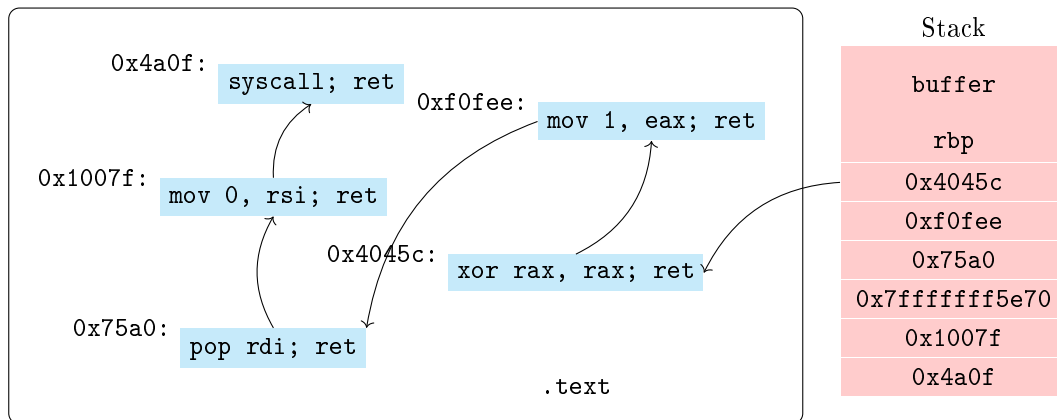 0x4a0f:
syscall; ret
0xf0fee:
mov 1, eax; ret
0x1007f:
mov 0, rsi; ret
0x4045c:
xor rax, rax; ret
0x75a0:
pop rdi; ret
.text
Stack
buffer
rbp
0x4045c
0xf0fee
0x75a0
0x7fffffff5e70
0x1007f
0x4a0f